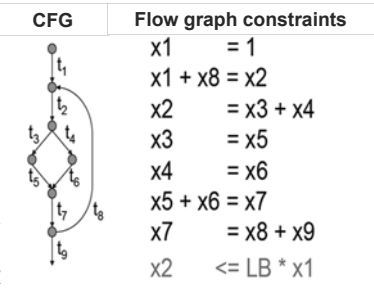 CFG
Flow graph constraints
t1
t2
t3 t4
t5 t6
t7 t8
t9
x1 = 1
x1 + x8 = x2
x2 = x3 + x4
x3 = x5
x4 = x6
x5 + x6 = x7
x7 = x8 + x9
x2 <= LB * x1